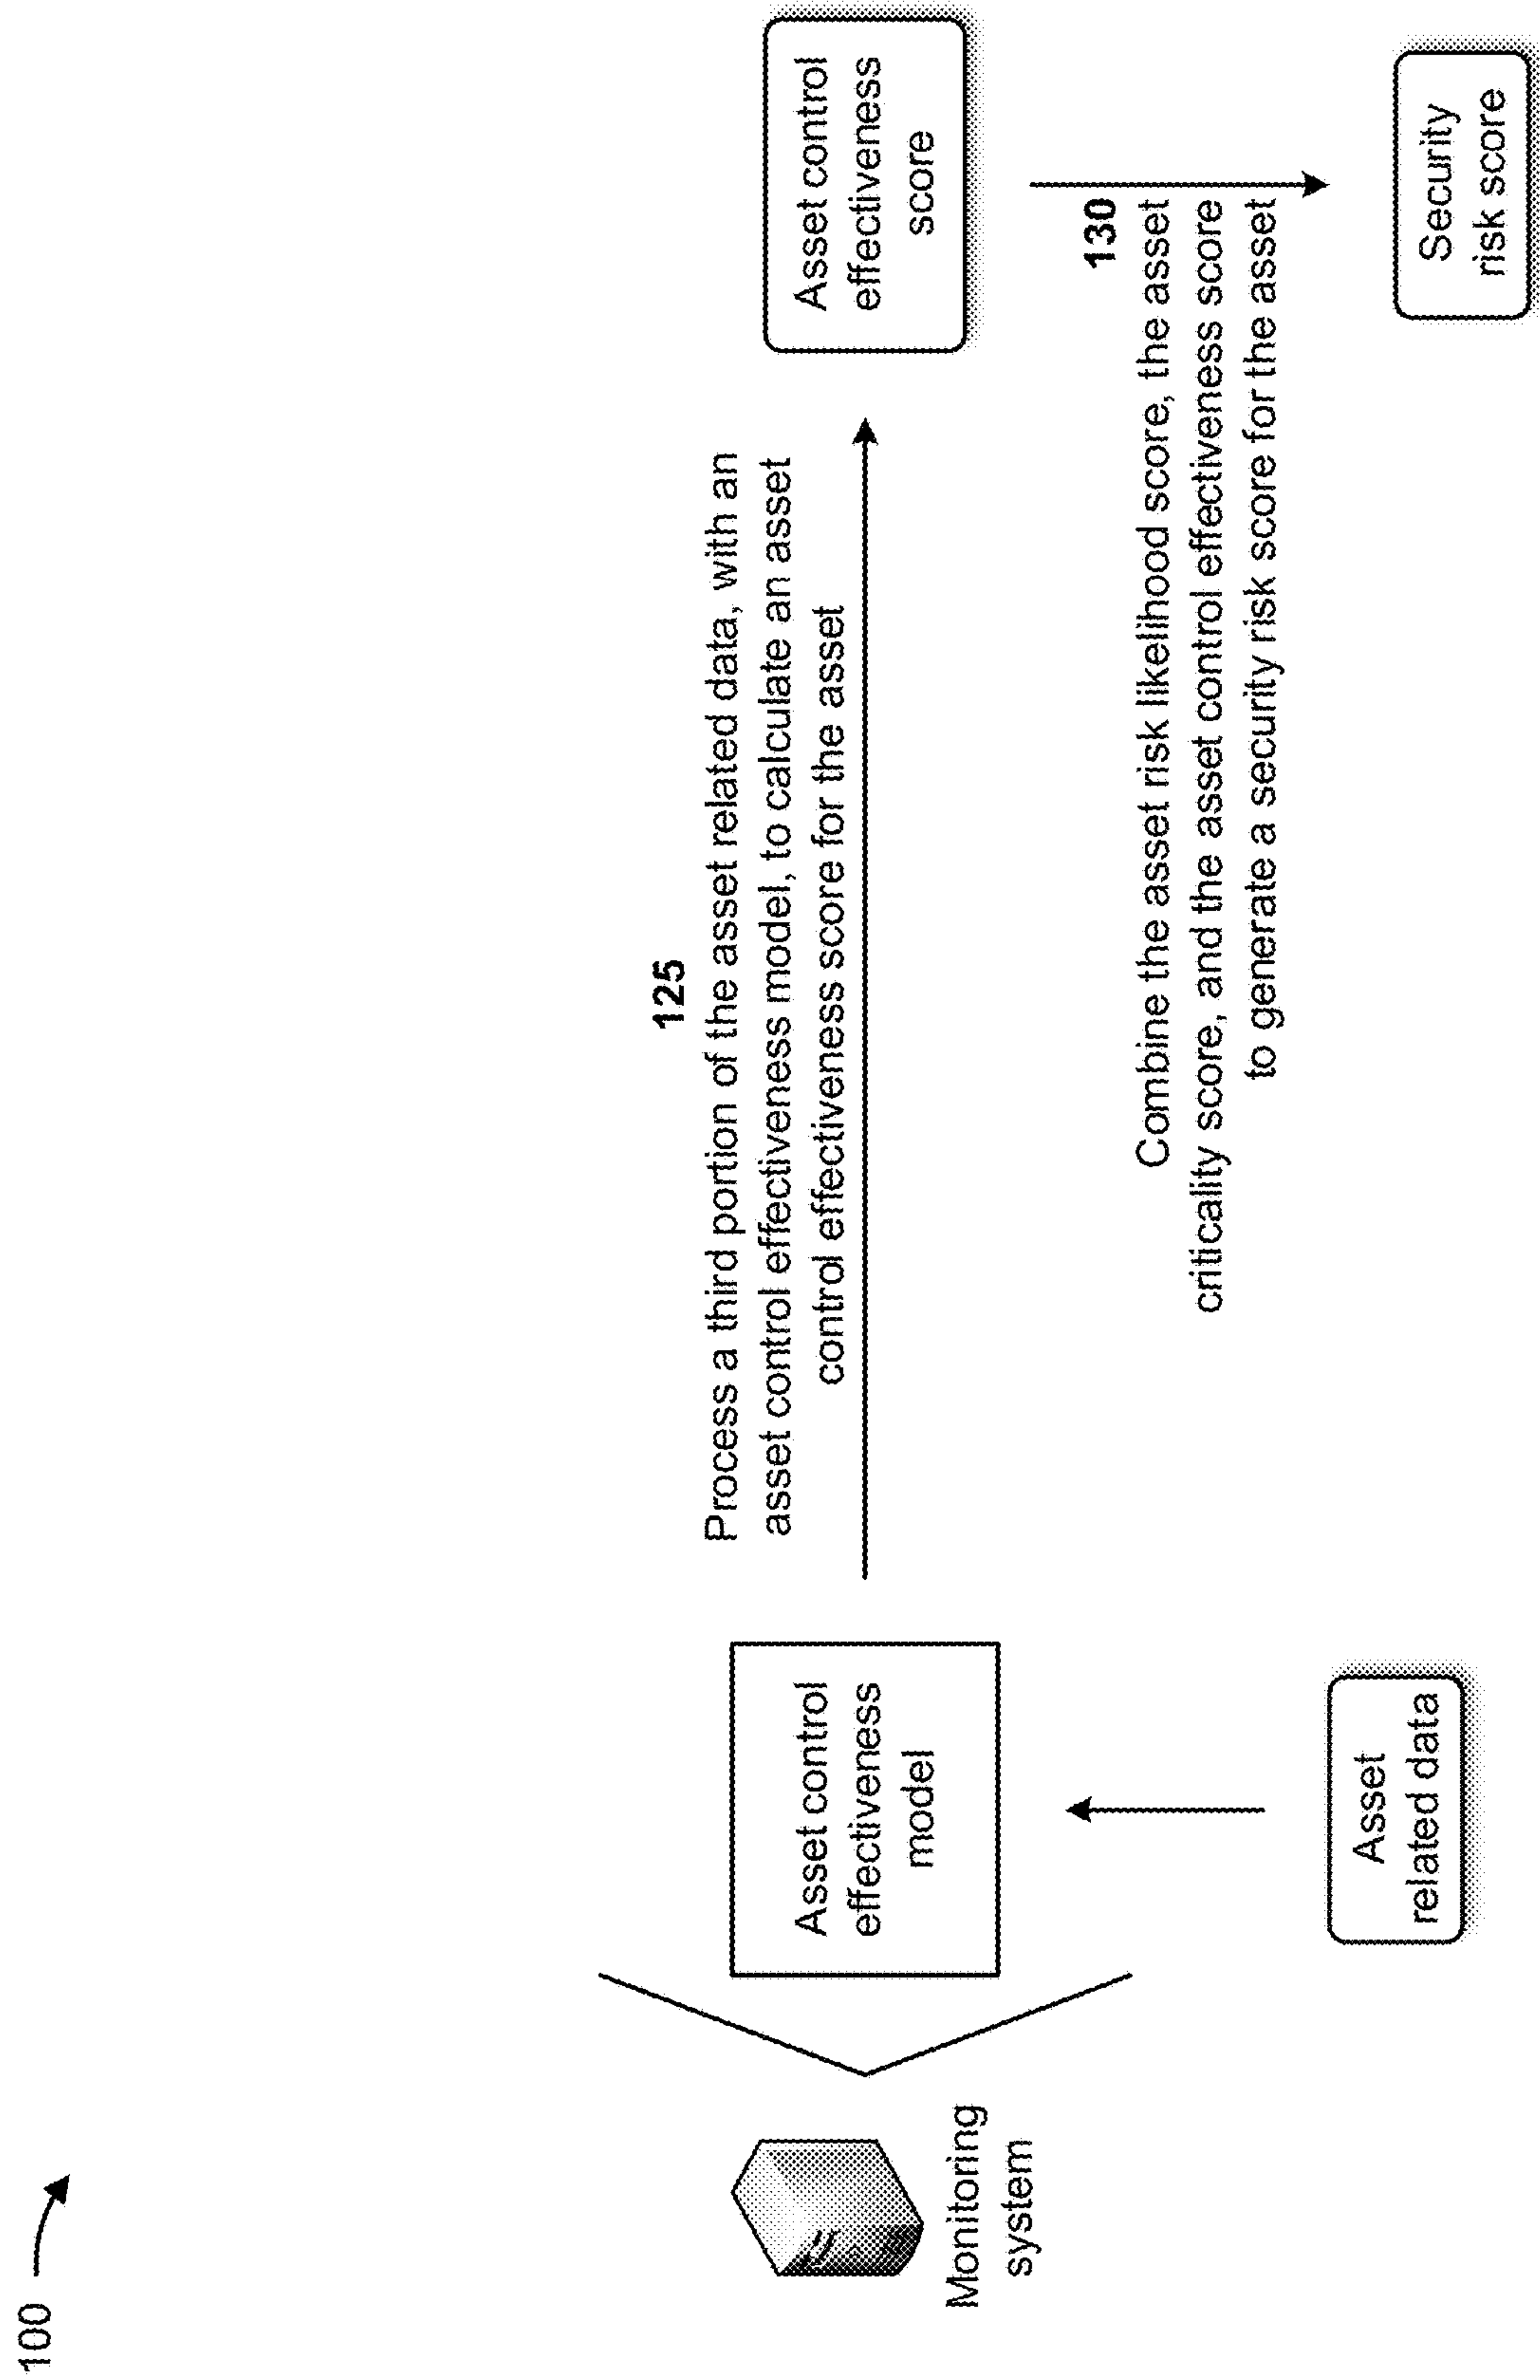 100
125
Process a third portion of the asset related data, with an
asset control effectiveness model, to calculate an asset
control effectiveness score for the asset
Monitoring
system
Asset control
effectiveness
model
Asset control
effectiveness
score
130
Combine the asset risk likelihood score, the asset
criticality score, and the asset control effectiveness score
to generate a security risk score for the asset
Asset
related data
Security
risk score